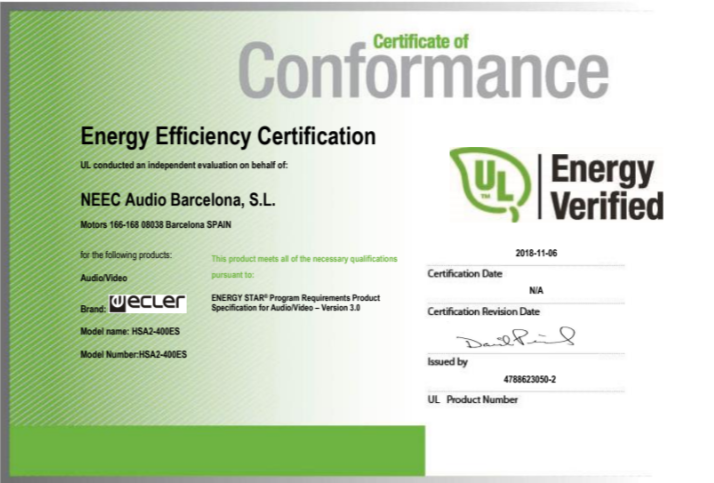 Certificate of
Conformance
Energy Efficiency Certification
UL conducted an independent evaluation on behalf of:
NEEC Audio Barcelona, S.L.
Motors 166-168 08038 Barcelona SPAIN
for the following products:
Audio/Video
Brand: ecler
Model name: HSA2-400ES
Model Number:HSA2-400ES
This product meets all of the necessary qualifications
pursuant to:
ENERGY STAR® Program Requirements Product
Specification for Audio/Video – Version 3.0
UL
TM
Energy
Verified
2018-11-06
Certification Date
N/A
Certification Revision Date
Issued by
4788623050-2
UL Product Number